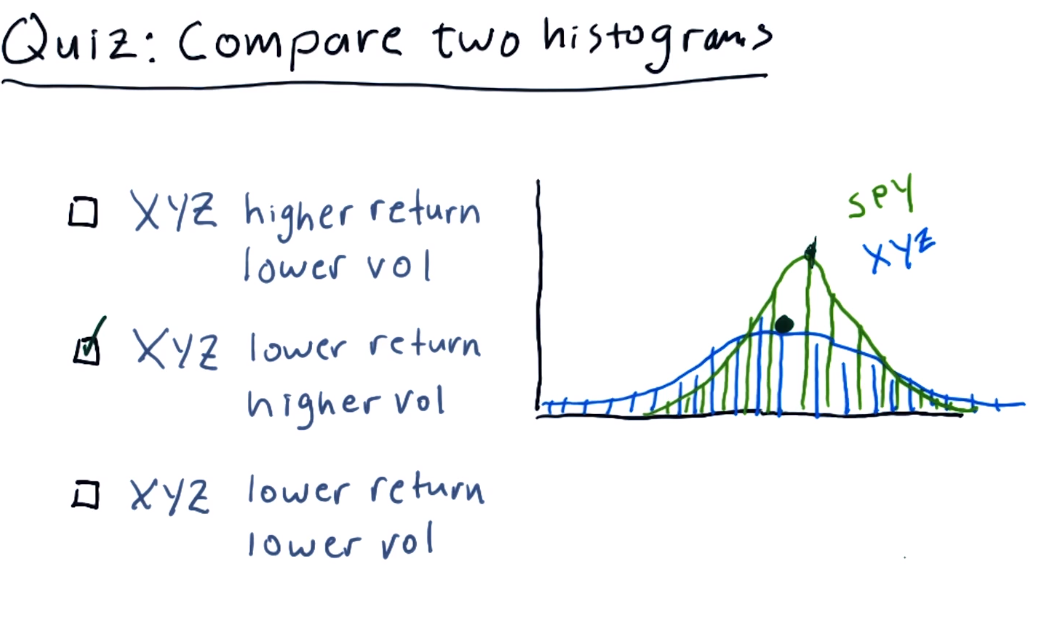 Quiz: Compare two histograms
XYZ higher return
lower vol
XYZ lower return
higher vol
XYZ lower return
lower vol
SPY
XYZ